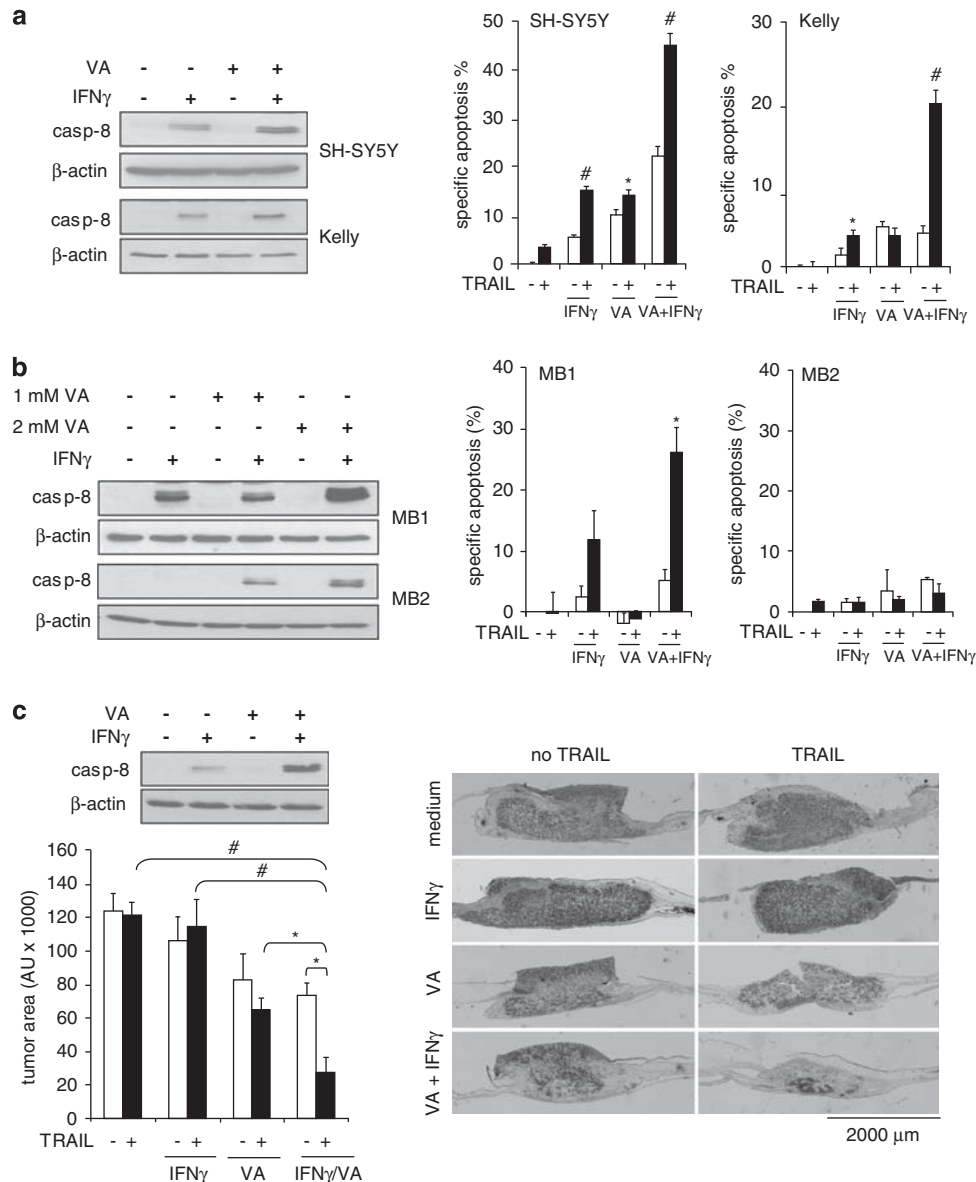 a
VA - - + +
IFNγ - + - +
casp-8
β-actin
SH-SY5Y
casp-8
β-actin
Kelly
SH-SY5Y
specific apoptosis %
50
40
30
20
10
0
#
*
#
TRAIL - + - + - + - +
IFNγ VA VA+IFNγ
Kelly
specific apoptosis %
30
20
10
0
*
#
TRAIL - + - + - + - +
IFNγ VA VA+IFNγ
b
1 mM VA - - + + - -
2 mM VA - - - - + +
IFNγ - + - + - +
casp-8
β-actin
MB1
casp-8
β-actin
MB2
MB1
specific apoptosis (%)
40
30
20
10
0
*
TRAIL - + - + - + - +
IFNγ VA VA+IFNγ
MB2
specific apoptosis (%)
40
30
20
10
0
TRAIL - + - + - + - +
IFNγ VA VA+IFNγ
c
VA - - + +
IFNγ - + - +
casp-8
β-actin
tumor area (AU x 1000)
160
140
120
100
80
60
40
20
0
#
#
*
*
TRAIL - + - + - + - +
IFNγ VA IFNγ/VA
no TRAIL TRAIL
medium
IFNγ
VA
VA + IFNγ
2000 μm